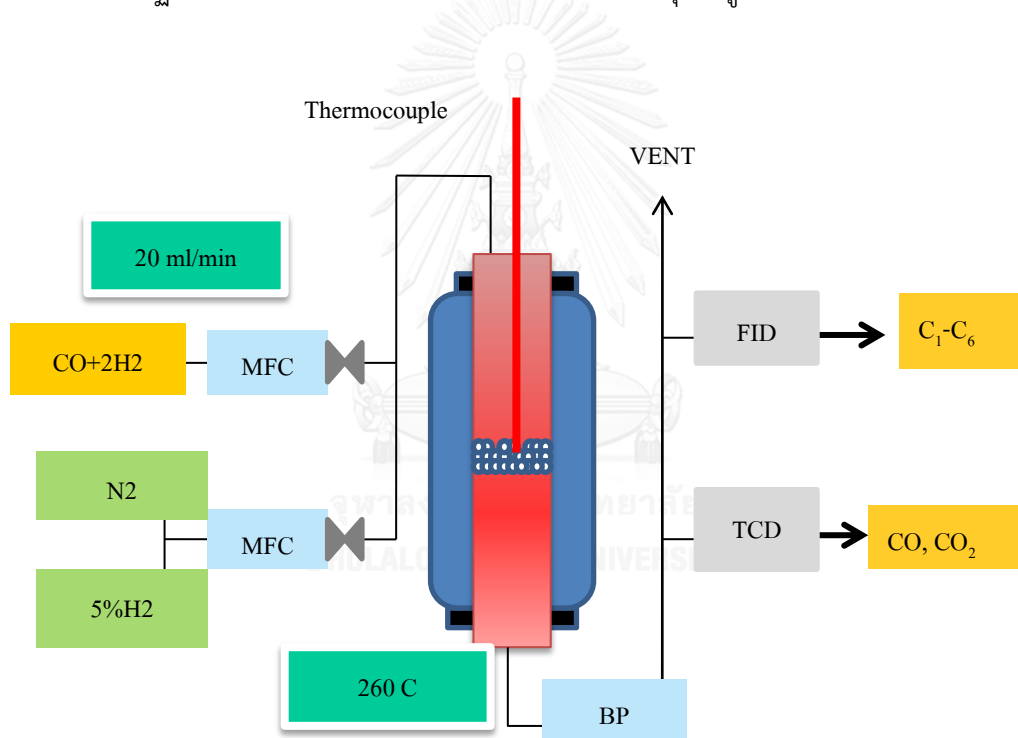 Thermocouple
VENT
20 ml/min
FID
C₁-C₆
CO+2H2
MFC
N2
MFC
TCD
CO, CO₂
5%H2
260 C
BP